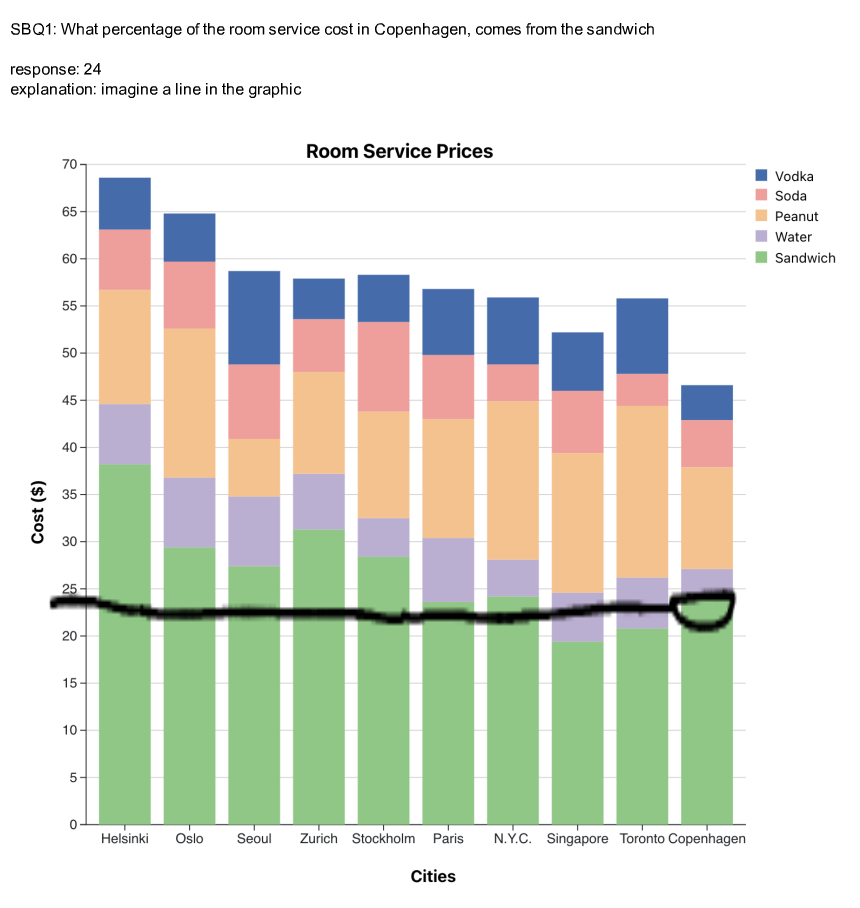 SBQ1: What percentage of the room service cost in Copenhagen, comes from the sandwich
response: 24
explanation: imagine a line in the graphic
Room Service Prices
70
65
60
55
50
45
40
35
30
25
20
15
10
5
0
Cost ($)
Vodka
Soda
Peanut
Water
Sandwich
Helsinki Oslo Seoul Zurich Stockholm Paris N.Y.C. Singapore Toronto Copenhagen
Cities